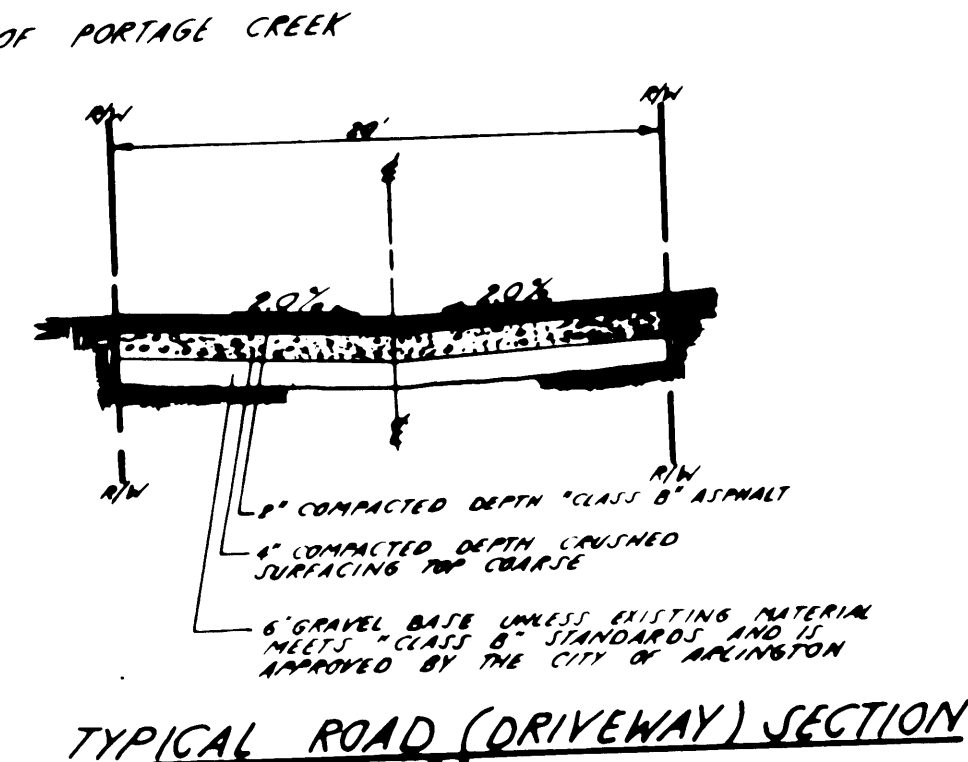 OF PORTAGE CREEK
R/W
R/W
2.0%
2.0%
R/W
R/W
COMPACTED DEPTH "CLASS B" ASPHALT
4" COMPACTED DEPTH CRUSHED
SURFACING TOP COARSE
6" GRAVEL BASE UNLESS EXISTING MATERIAL
MEETS "CLASS B" STANDARDS AND IS
APPROVED BY THE CITY OF ARLINGTON
TYPICAL ROAD (DRIVEWAY) SECTION